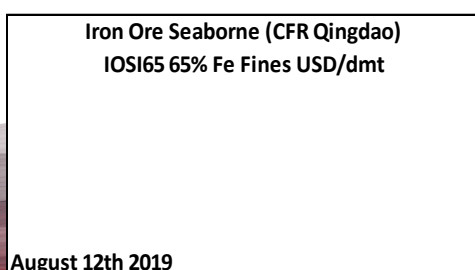 Iron Ore Seaborne (CFR Qingdao)
IOSI65 65% Fe Fines USD/dmt
August 12th 2019